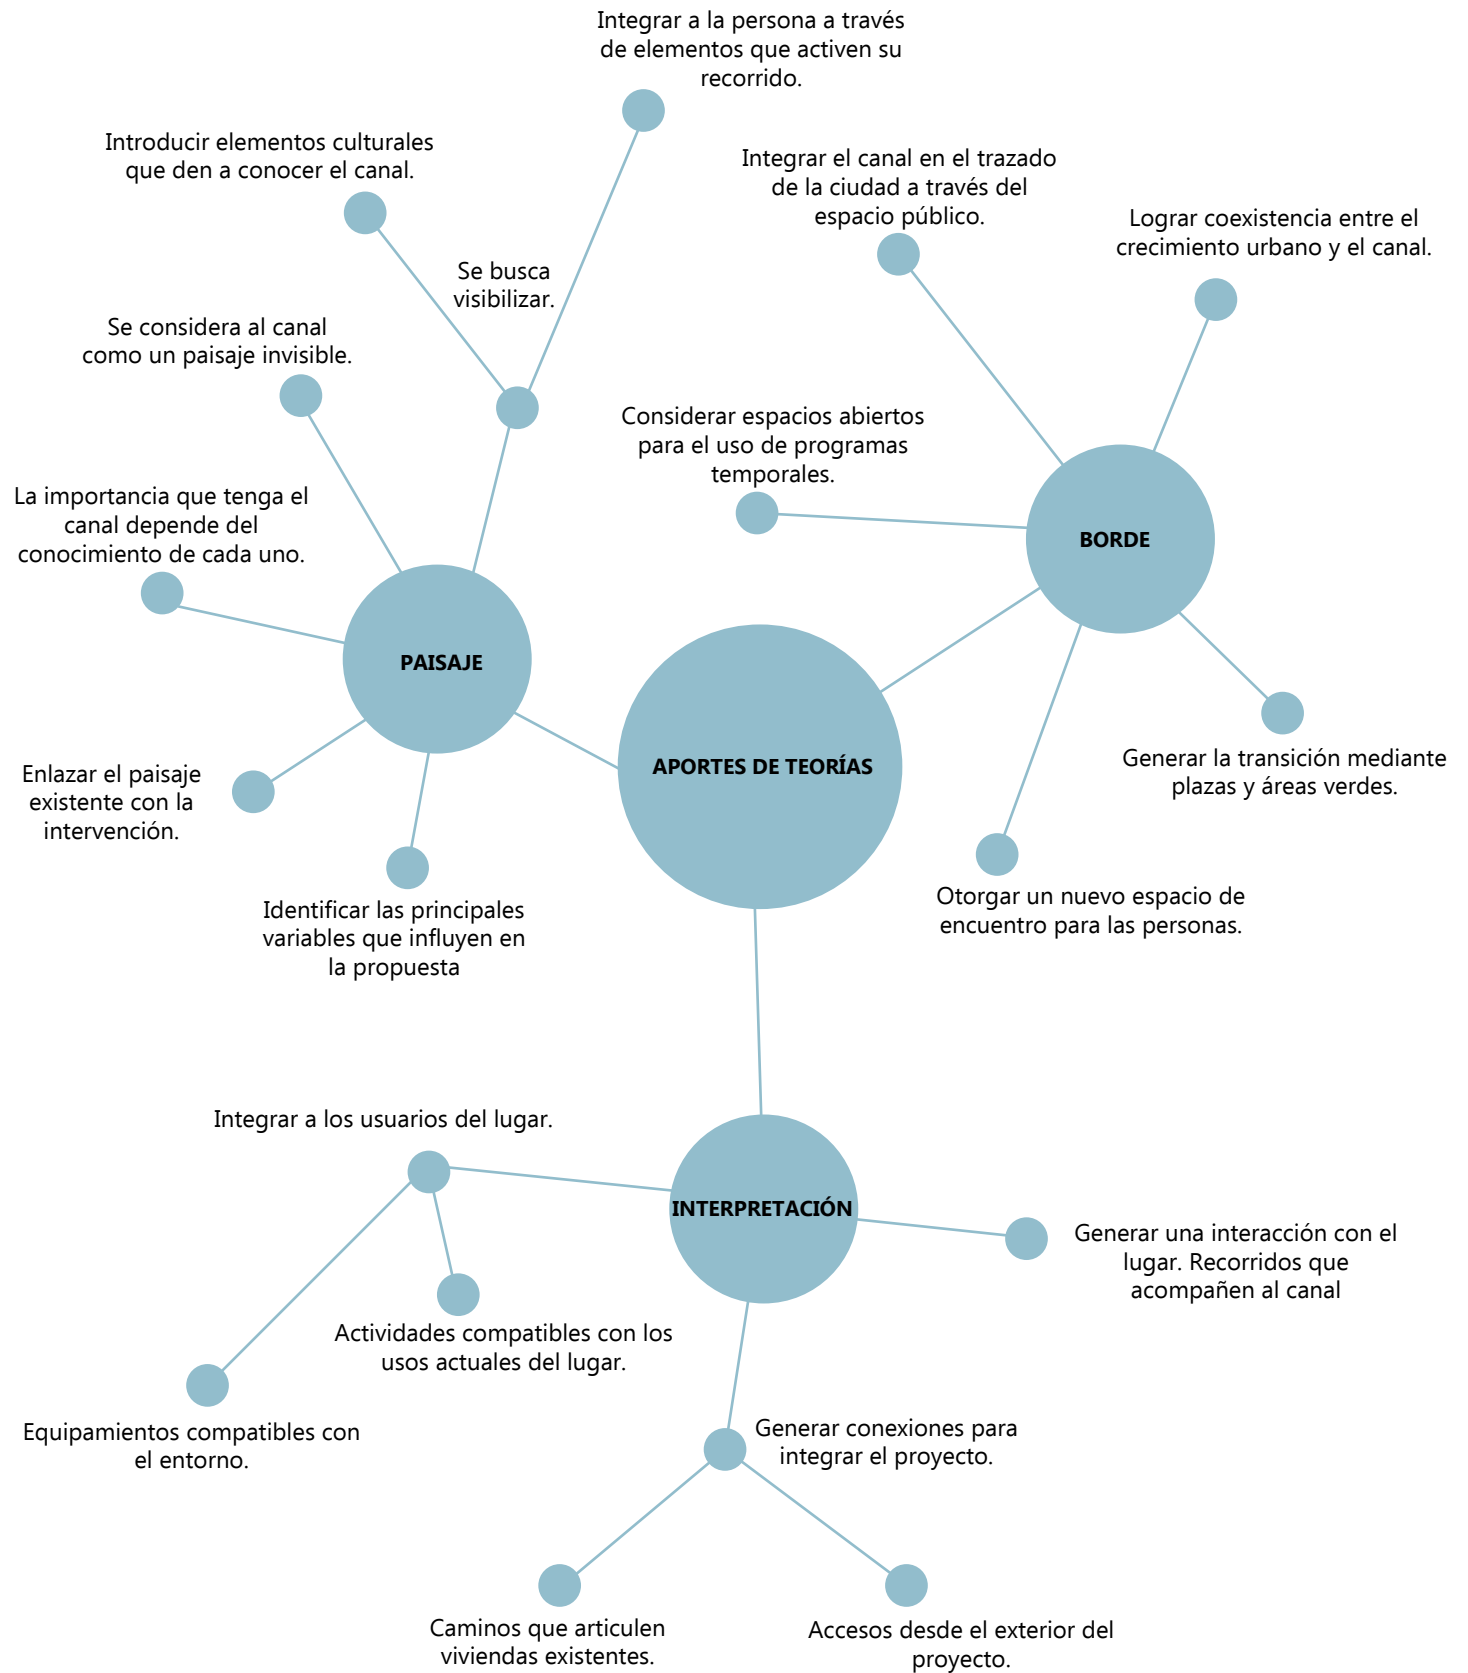 Integrar a la persona a través
de elementos que activen su
recorrido.
Introducir elementos culturales
que den a conocer el canal.
Integrar el canal en el trazado
de la ciudad a través del
espacio público.
Lograr coexistencia entre el
crecimiento urbano y el canal.
Se busca
visibilizar.
Se considera al canal
como un paisaje invisible.
Considerar espacios abiertos
para el uso de programas
temporales.
La importancia que tenga el
canal depende del
conocimiento de cada uno.
BORDE
PAISAJE
APORTES DE TEORÍAS
Enlazar el paisaje
existente con la
intervención.
Generar la transición mediante
plazas y áreas verdes.
Identificar las principales
variables que influyen en
la propuesta
Otorgar un nuevo espacio de
encuentro para las personas.
Integrar a los usuarios del lugar.
INTERPRETACIÓN
Generar una interacción con el
lugar. Recorridos que
acompañen al canal
Actividades compatibles con los
usos actuales del lugar.
Equipamientos compatibles con
el entorno.
Generar conexiones para
integrar el proyecto.
Caminos que articulen
viviendas existentes.
Accesos desde el exterior del
proyecto.